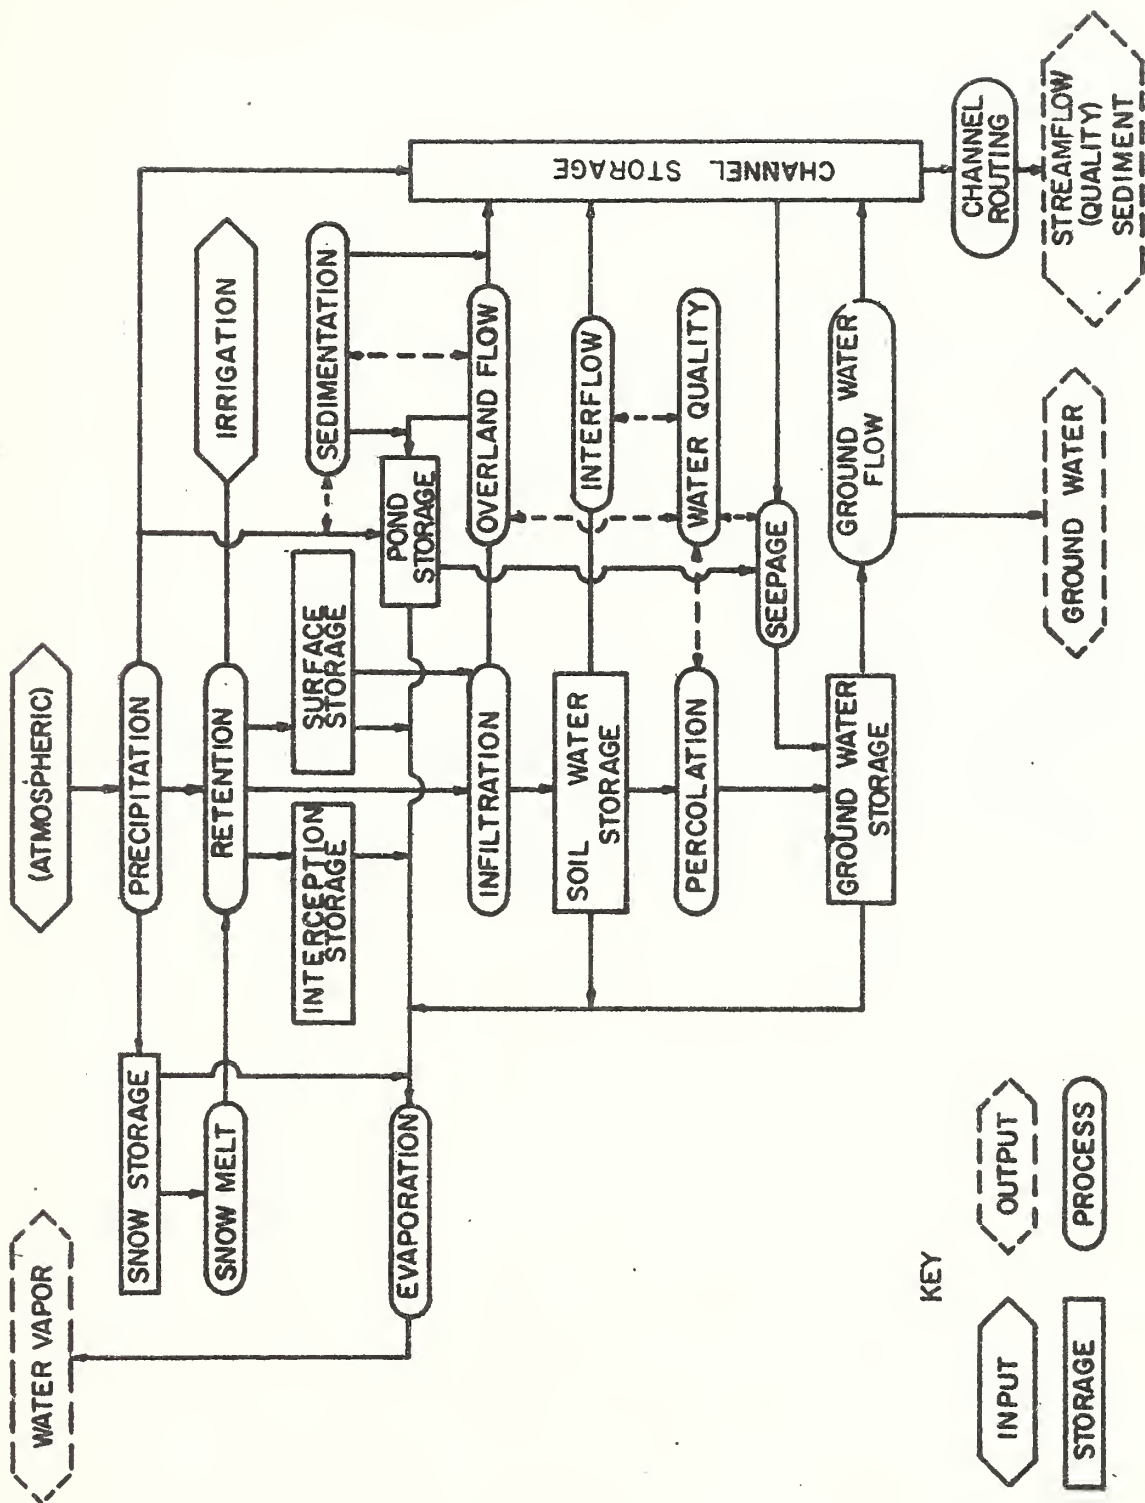 WATER VAPOR
(ATMOSPHERIC)
SNOW STORAGE
PRECIPITATION
SNOW MELT
RETENTION
IRRIGATION
INTERCEPTION
STORAGE
SURFACE
STORAGE
SEDIMENTATION
EVAPORATION
POND
STORAGE
INFILTRATION
OVERLAND FLOW
CHANNEL STORAGE
SOIL WATER
STORAGE
INTERFLOW
PERCOLATION
WATER QUALITY
SEEPAGE
GROUND WATER
STORAGE
GROUND WATER
FLOW
CHANNEL
ROUTING
GROUND WATER
STREAMFLOW
(QUALITY)
SEDIMENT
KEY
INPUT
OUTPUT
STORAGE
PROCESS